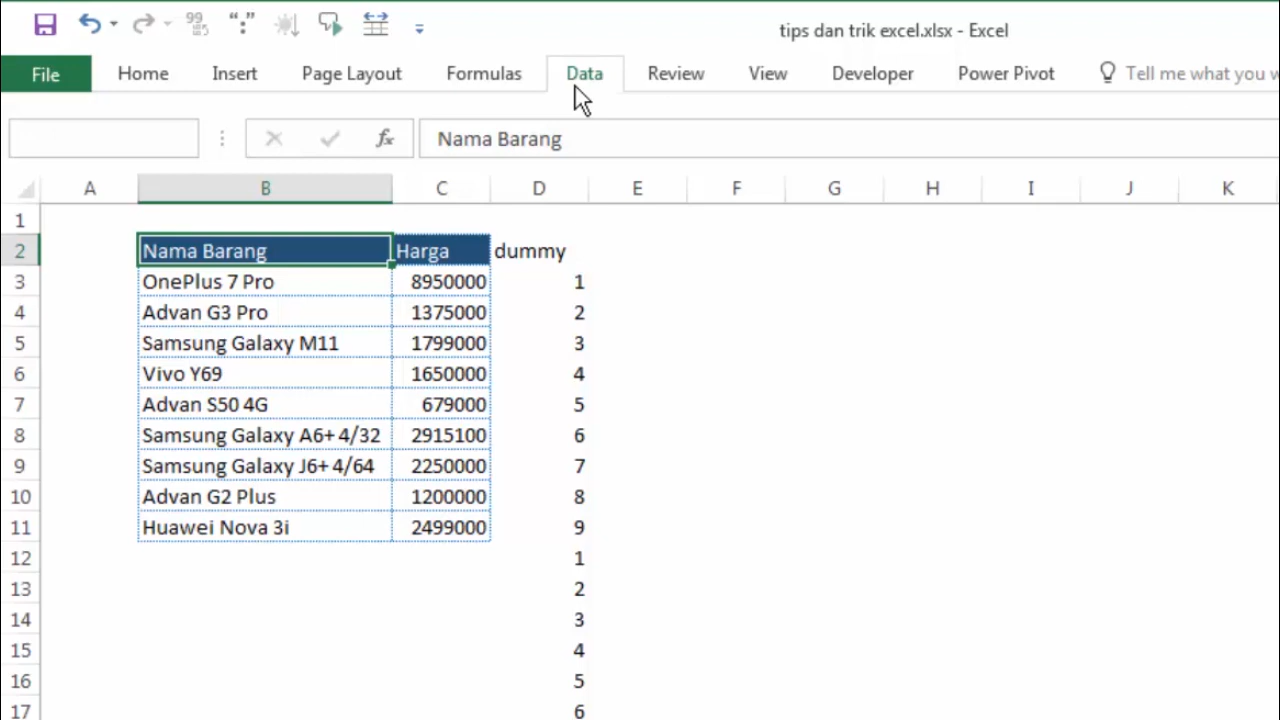 tips dan trik excel.xlsx - Excel
File Home Insert Page Layout Formulas Data Review View Developer Power Pivot Tell me what you w
fx Nama Barang
A B C D E F G H I J K
1
2 Nama Barang Harga dummy
3 OnePlus 7 Pro 8950000 1
4 Advan G3 Pro 1375000 2
5 Samsung Galaxy M11 1799000 3
6 Vivo Y69 1650000 4
7 Advan S50 4G 679000 5
8 Samsung Galaxy A6+ 4/32 2915100 6
9 Samsung Galaxy J6+ 4/64 2250000 7
10 Advan G2 Plus 1200000 8
11 Huawei Nova 3i 2499000 9
12 1
13 2
14 3
15 4
16 5
17 6